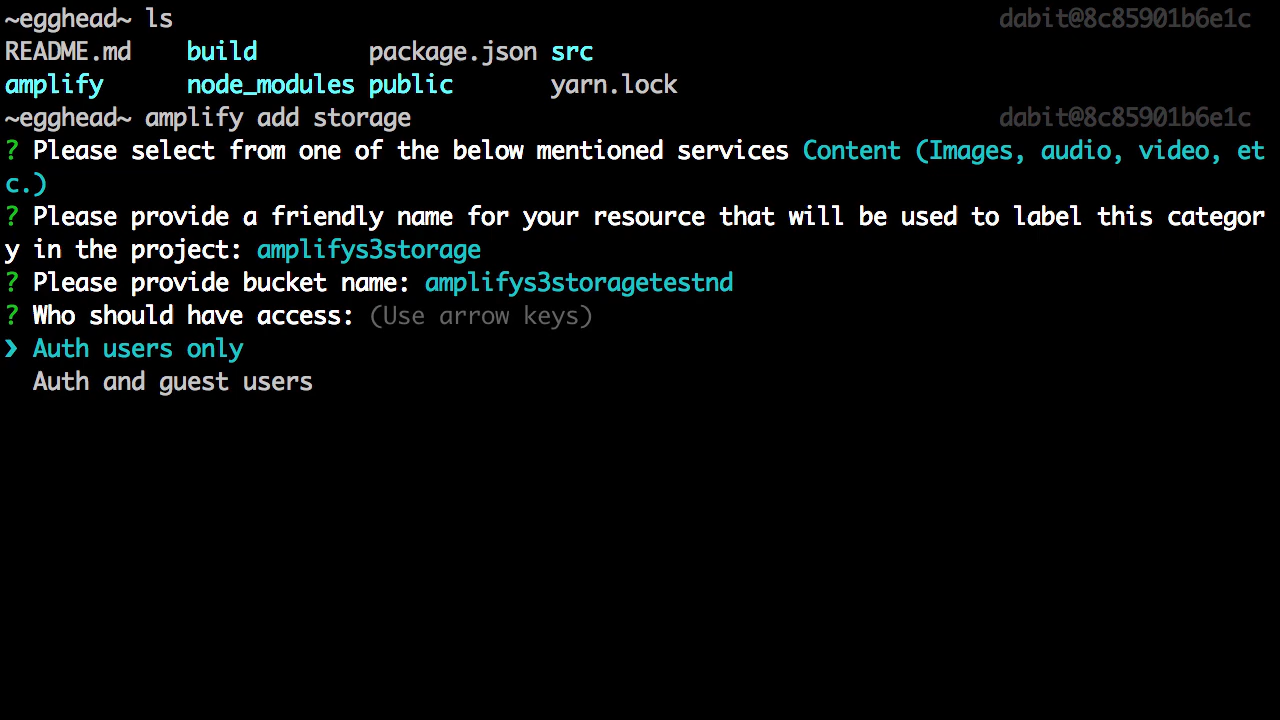 ~egghead~ ls dabit@8c85901b6e1c
README.md build package.json src
amplify node_modules public yarn.lock
~egghead~ amplify add storage dabit@8c85901b6e1c
? Please select from one of the below mentioned services Content (Images, audio, video, et
c.)
? Please provide a friendly name for your resource that will be used to label this categor
y in the project: amplifys3storage
? Please provide bucket name: amplifys3storagetestnd
? Who should have access: (Use arrow keys)
❯ Auth users only
Auth and guest users